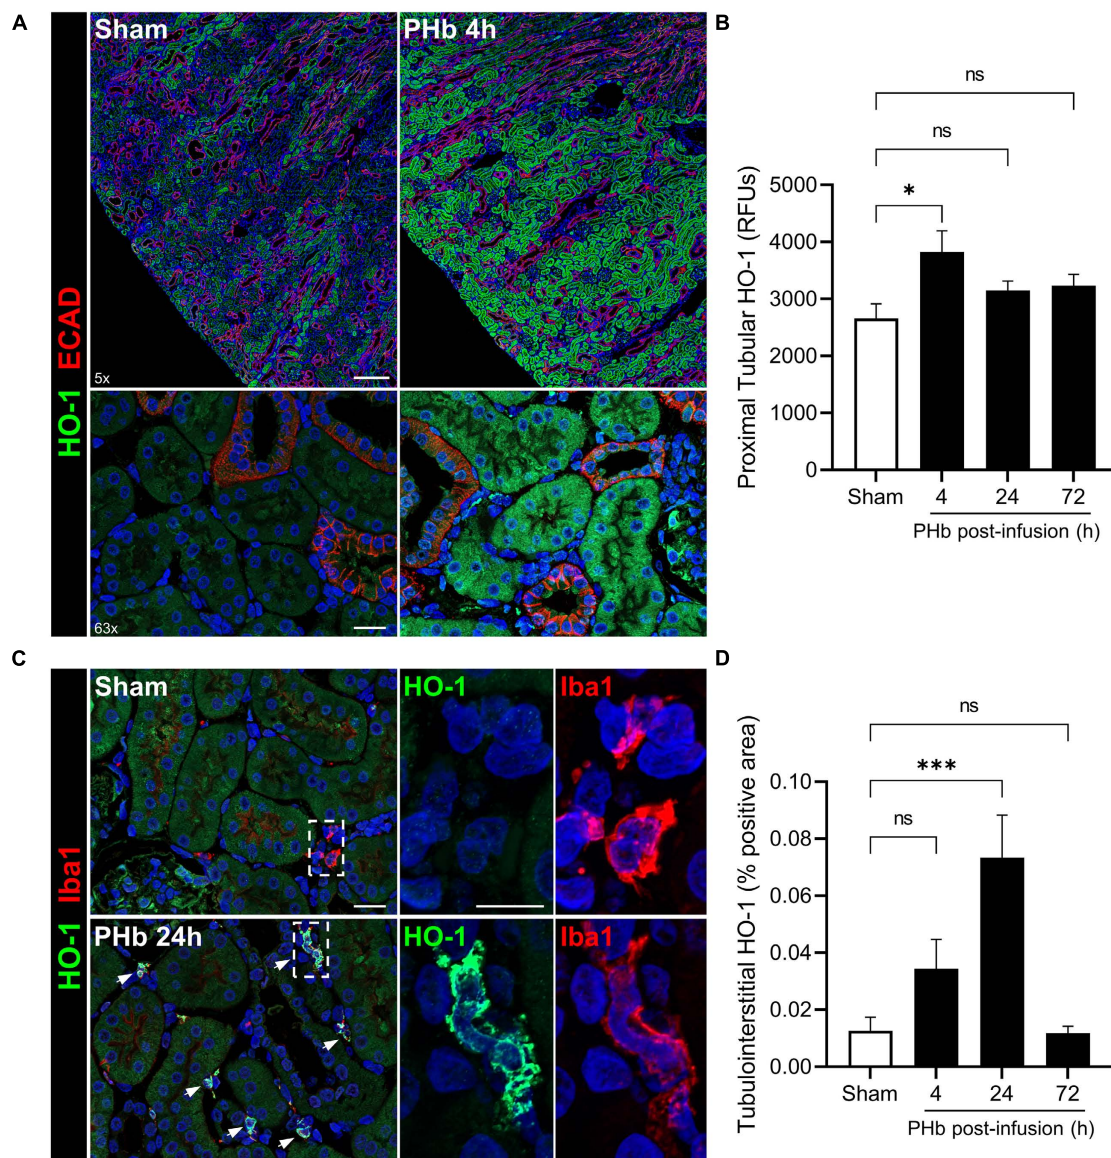 A
Sham
PHb 4h
HO-1 ECAD
5x
63x
B
ns
ns
*
Proximal Tubular HO-1 (RFUs)
5000
4000
3000
2000
1000
0
Sham
4
24
72
PHb post-infusion (h)
C
Sham
HO-1
Iba1
HO-1 Iba1
PHb 24h
HO-1
Iba1
D
ns
***
ns
Tubulointerstitial HO-1 (% positive area)
0.10
0.08
0.06
0.04
0.02
0.00
Sham
4
24
72
PHb post-infusion (h)